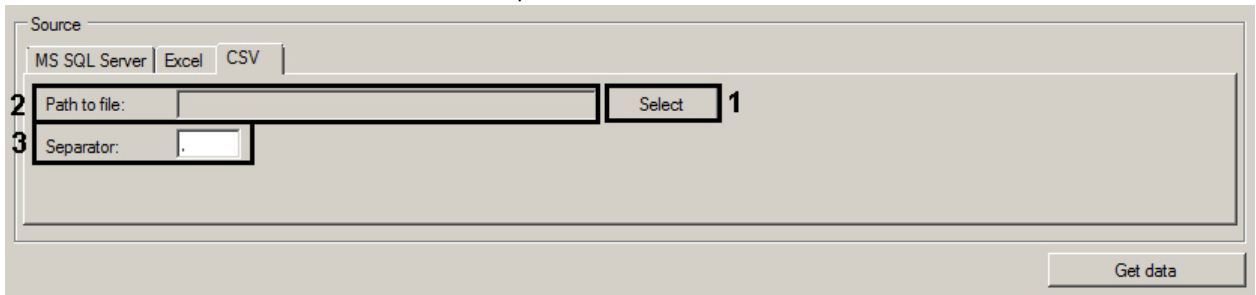 Source
MS SQL Server Excel CSV
2 Path to file: Select 1
3 Separator: ,
Get data